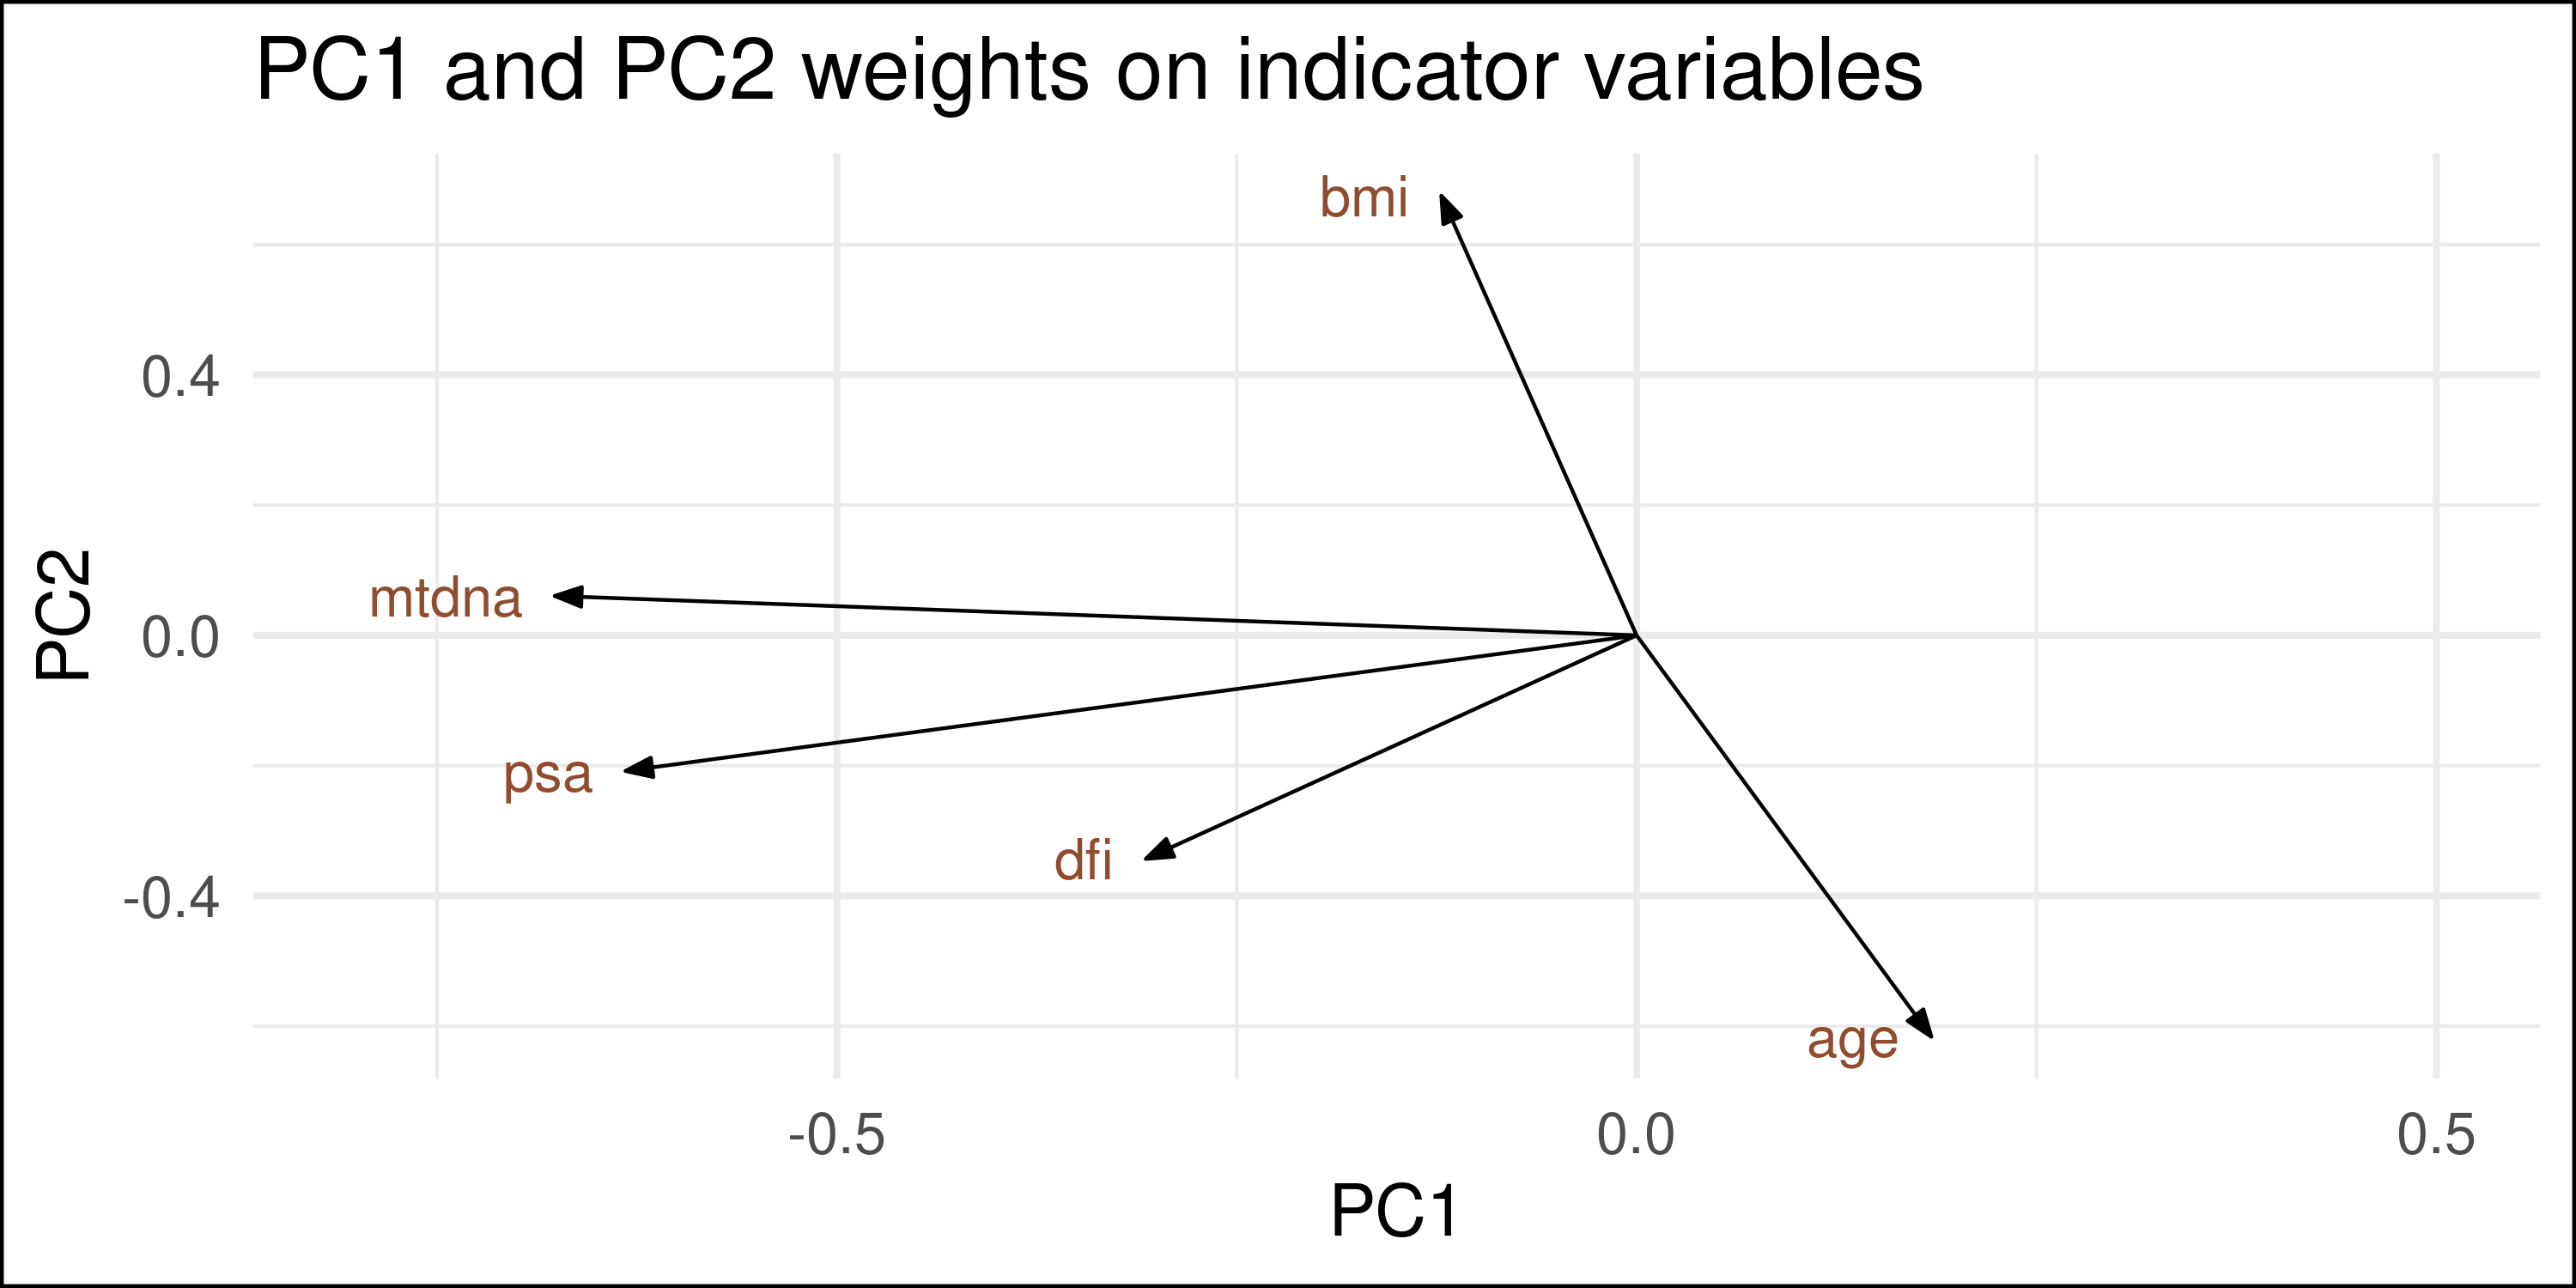 PC1 and PC2 weights on indicator variables
bmi
0.4
mtdna
0.0
psa
dfi
-0.4
age
PC2
-0.5
0.0
0.5
PC1